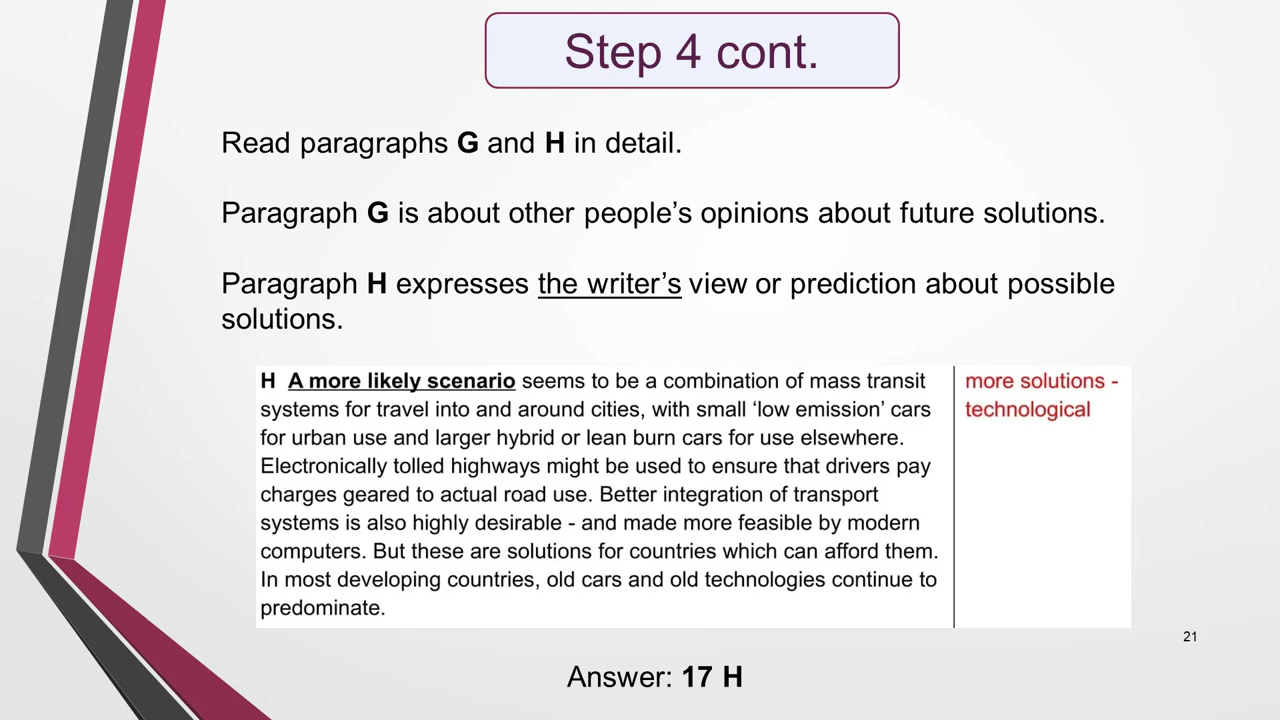 Step 4 cont.
Read paragraphs G and H in detail.
Paragraph G is about other people’s opinions about future solutions.
Paragraph H expresses the writer’s view or prediction about possible
solutions.
H A more likely scenario seems to be a combination of mass transit
systems for travel into and around cities, with small ‘low emission’ cars
for urban use and larger hybrid or lean burn cars for use elsewhere.
Electronically tolled highways might be used to ensure that drivers pay
charges geared to actual road use. Better integration of transport
systems is also highly desirable - and made more feasible by modern
computers. But these are solutions for countries which can afford them.
In most developing countries, old cars and old technologies continue to
predominate.
more solutions -
technological
21
Answer: 17 H